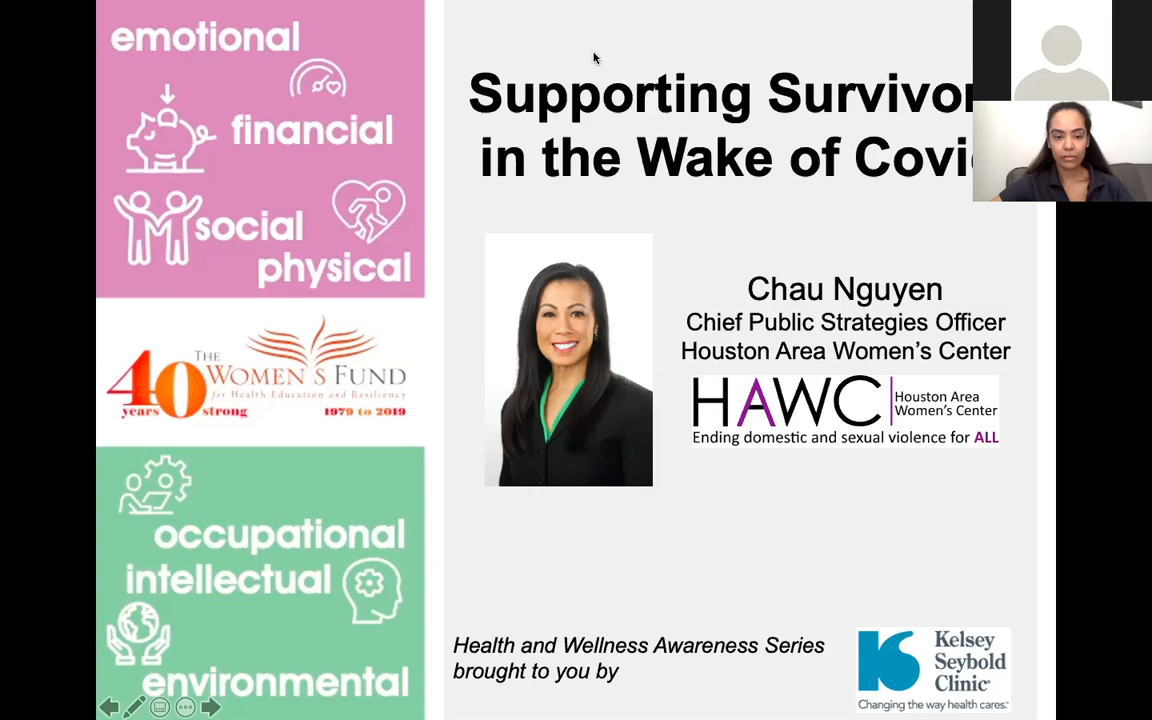 emotional
financial
social
physical
40
years strong
THE
WOMEN'S FUND
for Health Education and Resiliency
1979 to 2019
occupational
intellectual
environmental
Supporting Survivo
in the Wake of Covi
Chau Nguyen
Chief Public Strategies Officer
Houston Area Women's Center
HAWC
Houston Area
Women's Center
Ending domestic and sexual violence for ALL
Health and Wellness Awareness Series
brought to you by
Kelsey
Seybold
Clinic
Changing the way health cares.